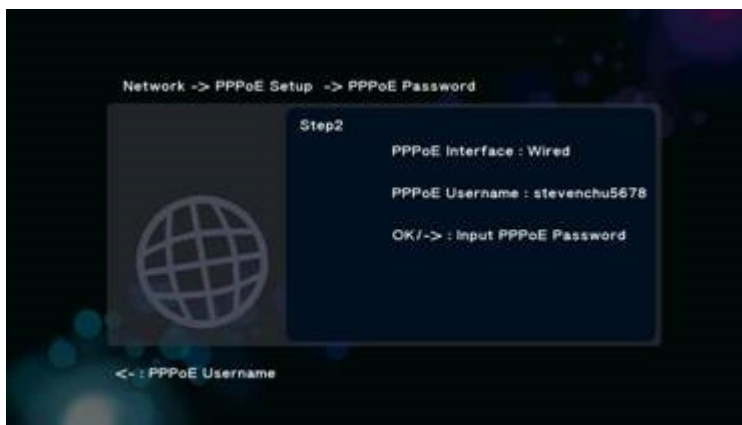 Network -> PPPoE Setup -> PPPoE Password
Step2
PPPoE Interface : Wired
PPPoE Username : stevenchu5678
OK/-> : Input PPPoE Password
<- : PPPoE Username